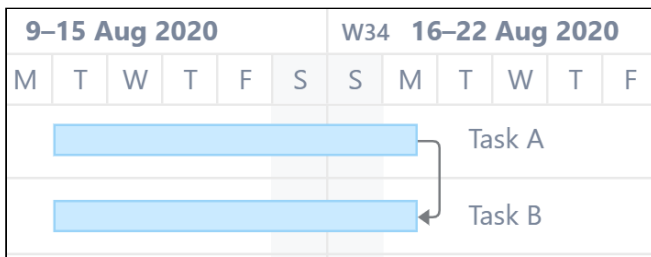 9–15 Aug 2020 W34 16–22 Aug 2020
M T W T F S S M T W T F
Task A
Task B